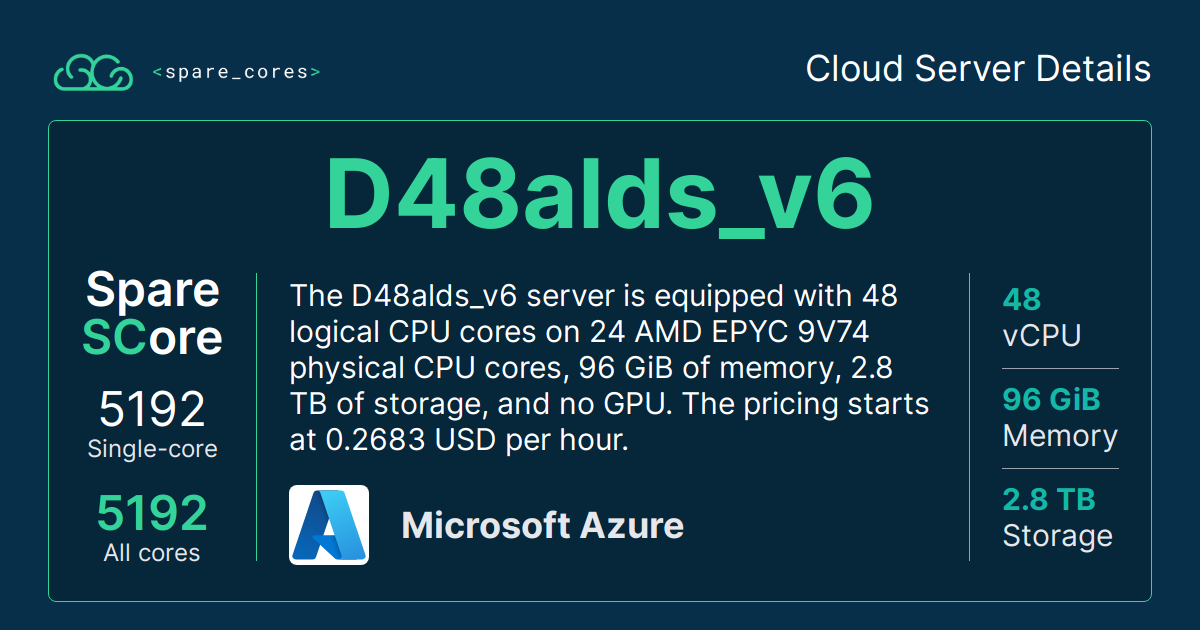 <spare_cores>
Cloud Server Details
D48alds_v6
Spare
SCore
5192
Single-core
5192
All cores
The D48alds_v6 server is equipped with 48
logical CPU cores on 24 AMD EPYC 9V74
physical CPU cores, 96 GiB of memory, 2.8
TB of storage, and no GPU. The pricing starts
at 0.2683 USD per hour.
Microsoft Azure
48
vCPU
96 GiB
Memory
2.8 TB
Storage